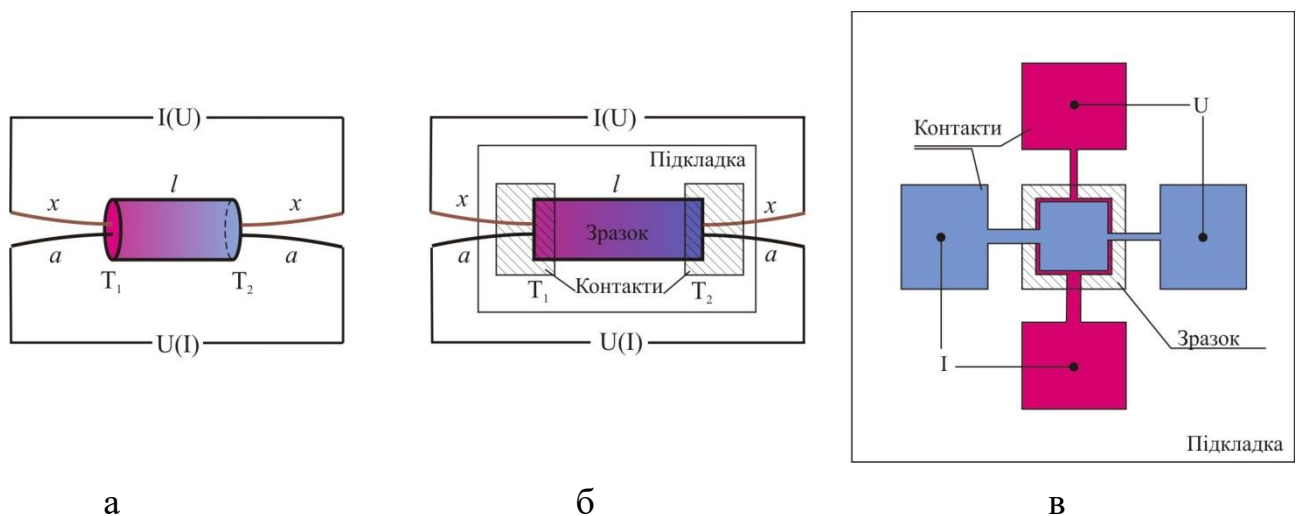 I(U)
l
x
x
a
a
T₁
T₂
U(I)
а
I(U)
Підкладка
l
x
x
Зразок
a
a
T₁
Контакти
T₂
U(I)
б
U
Контакти
Зразок
I
Підкладка
в